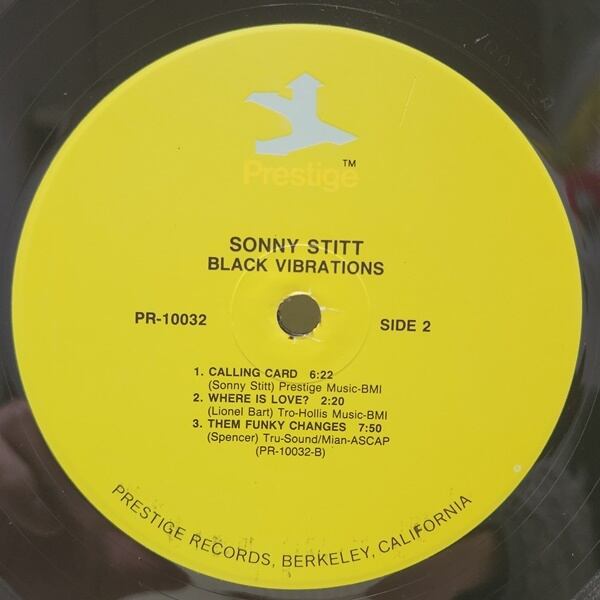 Prestige™
SONNY STITT
BLACK VIBRATIONS
PR-10032
SIDE 2
1. CALLING CARD 6:22
(Sonny Stitt) Prestige Music-BMI
2. WHERE IS LOVE? 2:20
(Lionel Bart) Tro-Hollis Music-BMI
3. THEM FUNKY CHANGES 7:50
(Spencer) Tru-Sound/Mian-ASCAP
(PR-10032-B)
PRESTIGE RECORDS, BERKELEY, CALIFORNIA